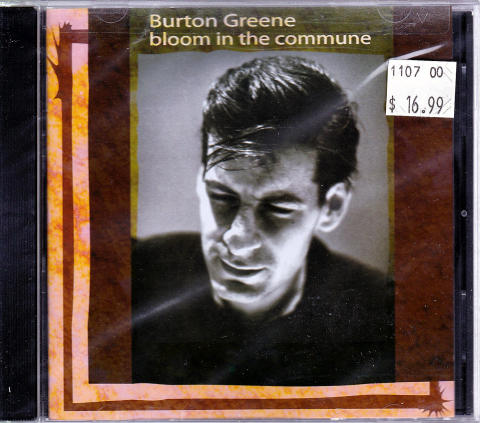 Burton Greene
bloom in the commune
1107 00
$ 16.99